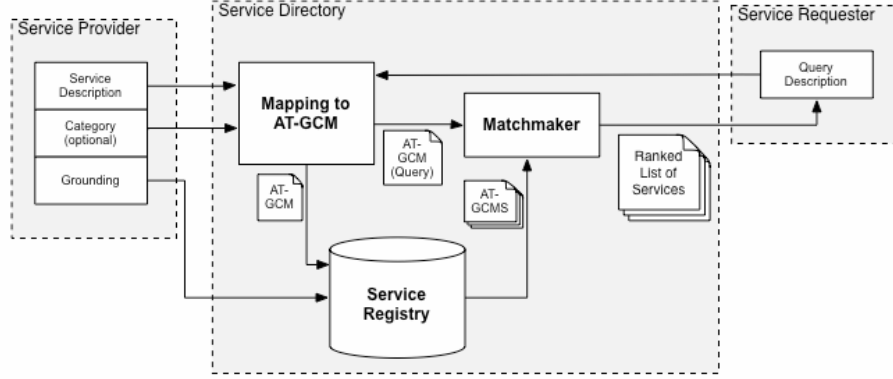 Service Provider
Service
Description
Category
(optional)
Grounding
Service Directory
Mapping to
AT-GCM
AT-
GCM
AT-
GCM
(Query)
Matchmaker
AT-
GCMS
Service
Registry
Ranked
List of
Services
Service Requester
Query
Description